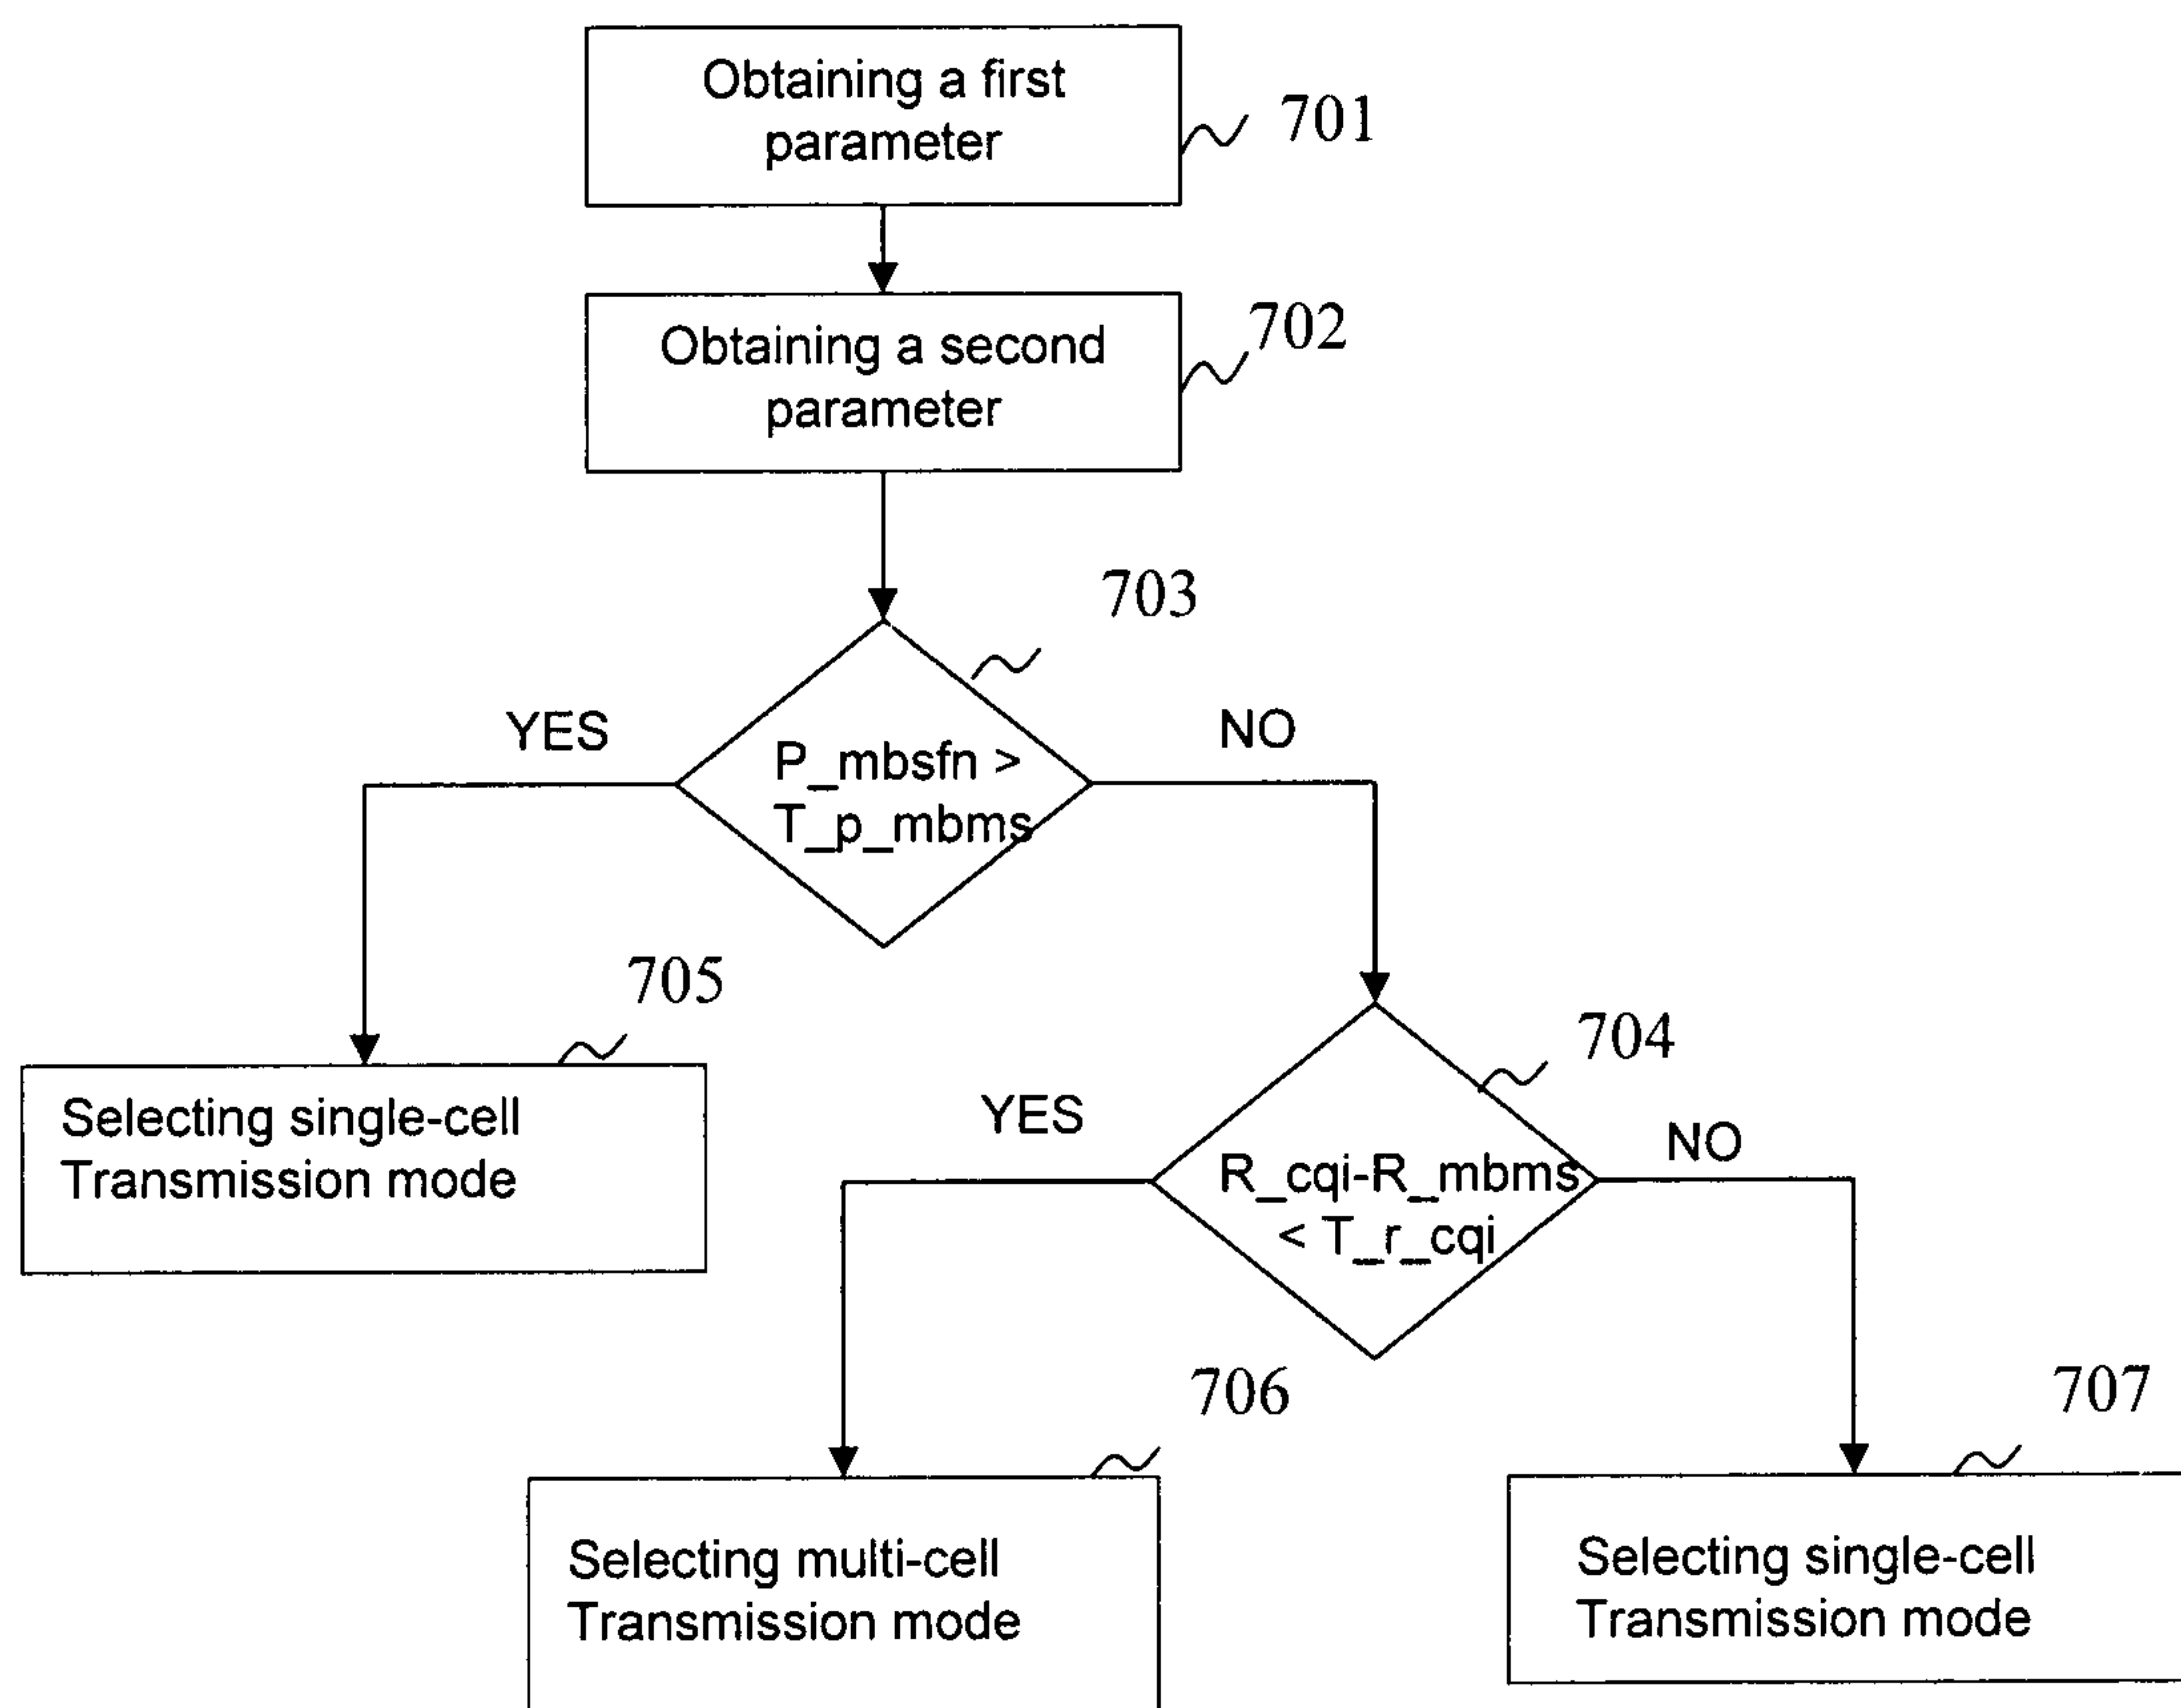 Obtaining a first
parameter
701
Obtaining a second
parameter
702
703
YES
NO
P_mbsfn >
T_p_mbms
705
704
Selecting single-cell
Transmission mode
YES
NO
R_cqi-R_mbms
< T_r_cqi
706
707
Selecting multi-cell
Transmission mode
Selecting single-cell
Transmission mode